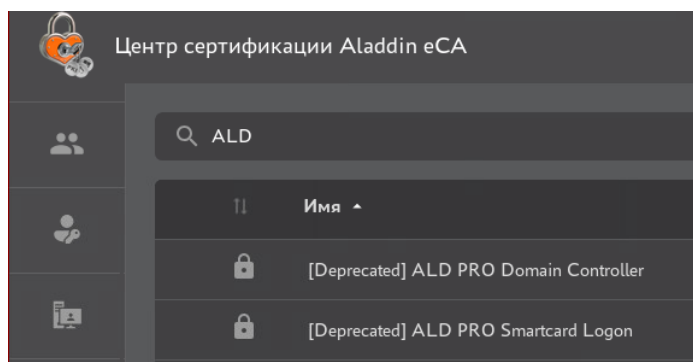 Центр сертификации Aladdin eCA
ALD
Имя
[Deprecated] ALD PRO Domain Controller
[Deprecated] ALD PRO Smartcard Logon